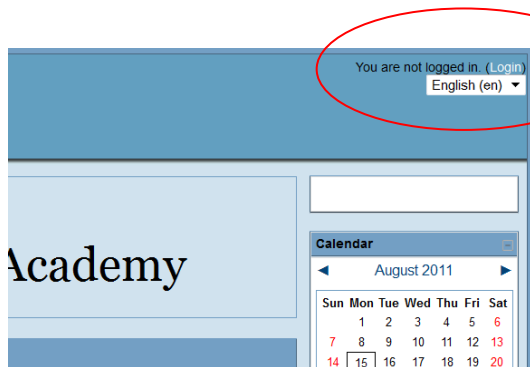 You are not logged in. (Login)
English (en)
Academy
Calendar
August 2011
Sun Mon Tue Wed Thu Fri Sat
1 2 3 4 5 6
7 8 9 10 11 12 13
14 15 16 17 18 19 20